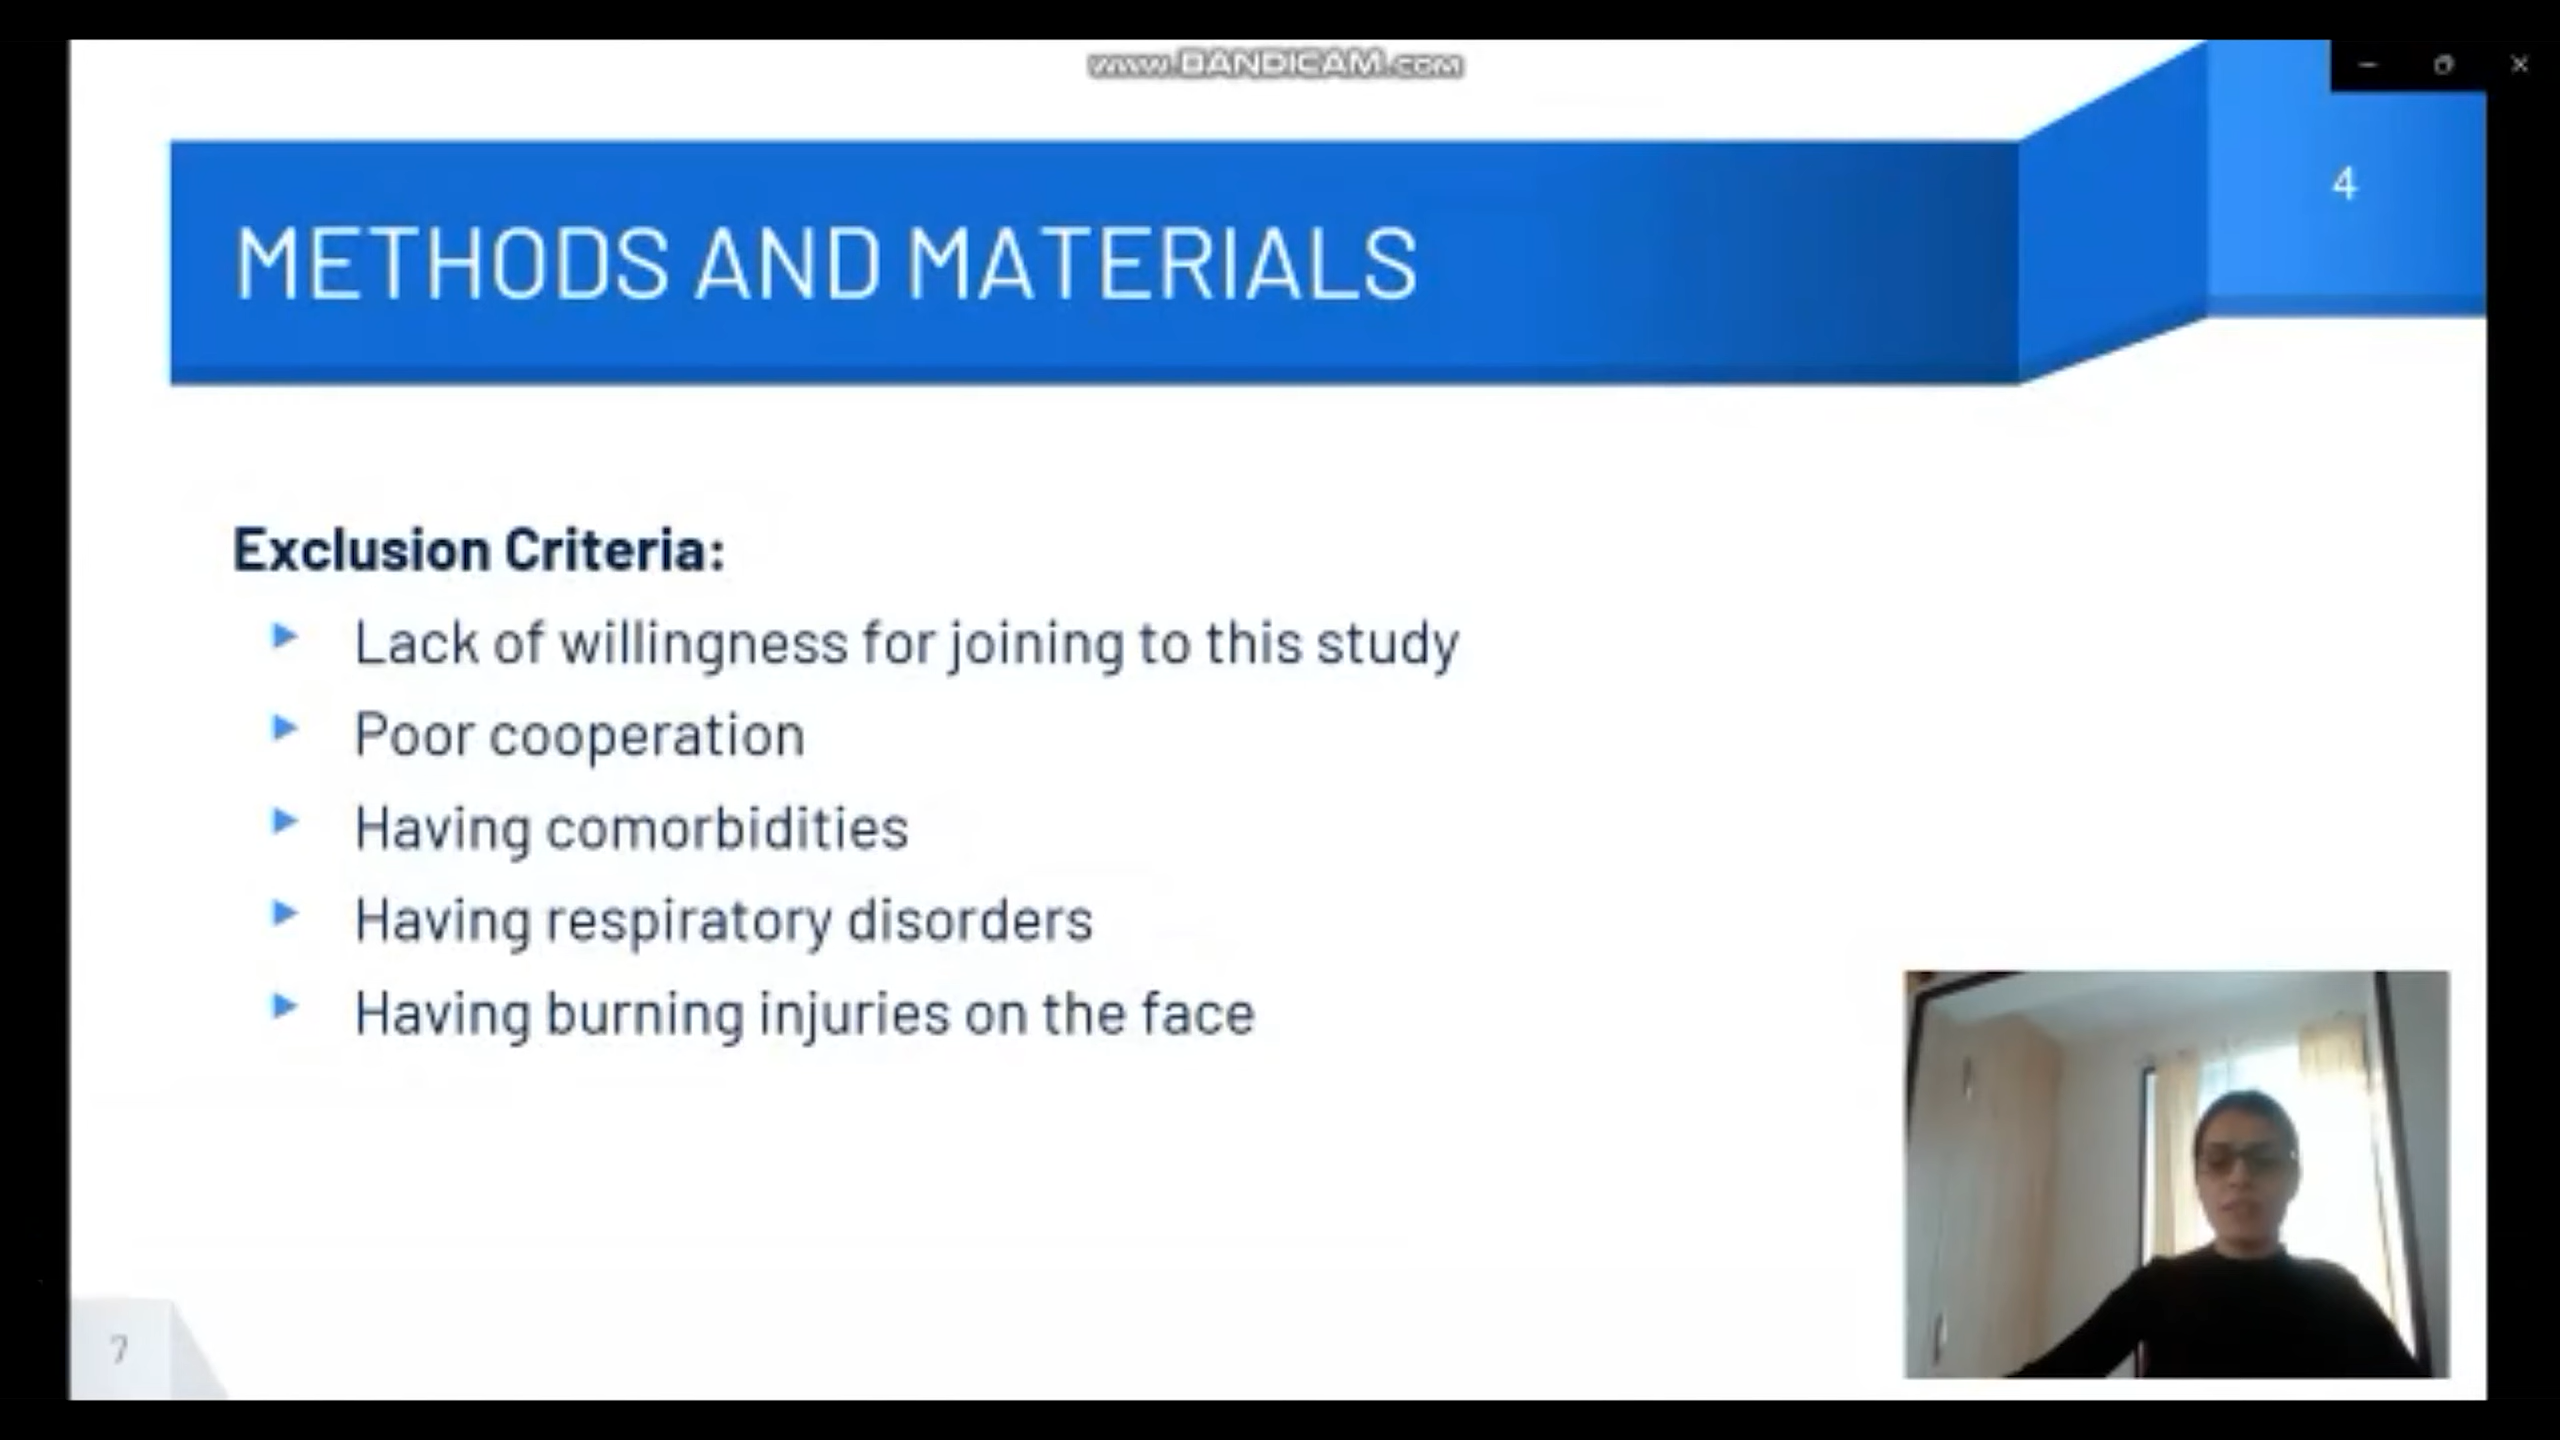 www.BANDICAM.com
4
METHODS AND MATERIALS
Exclusion Criteria:
Lack of willingness for joining to this study
Poor cooperation
Having comorbidities
Having respiratory disorders
Having burning injuries on the face
7